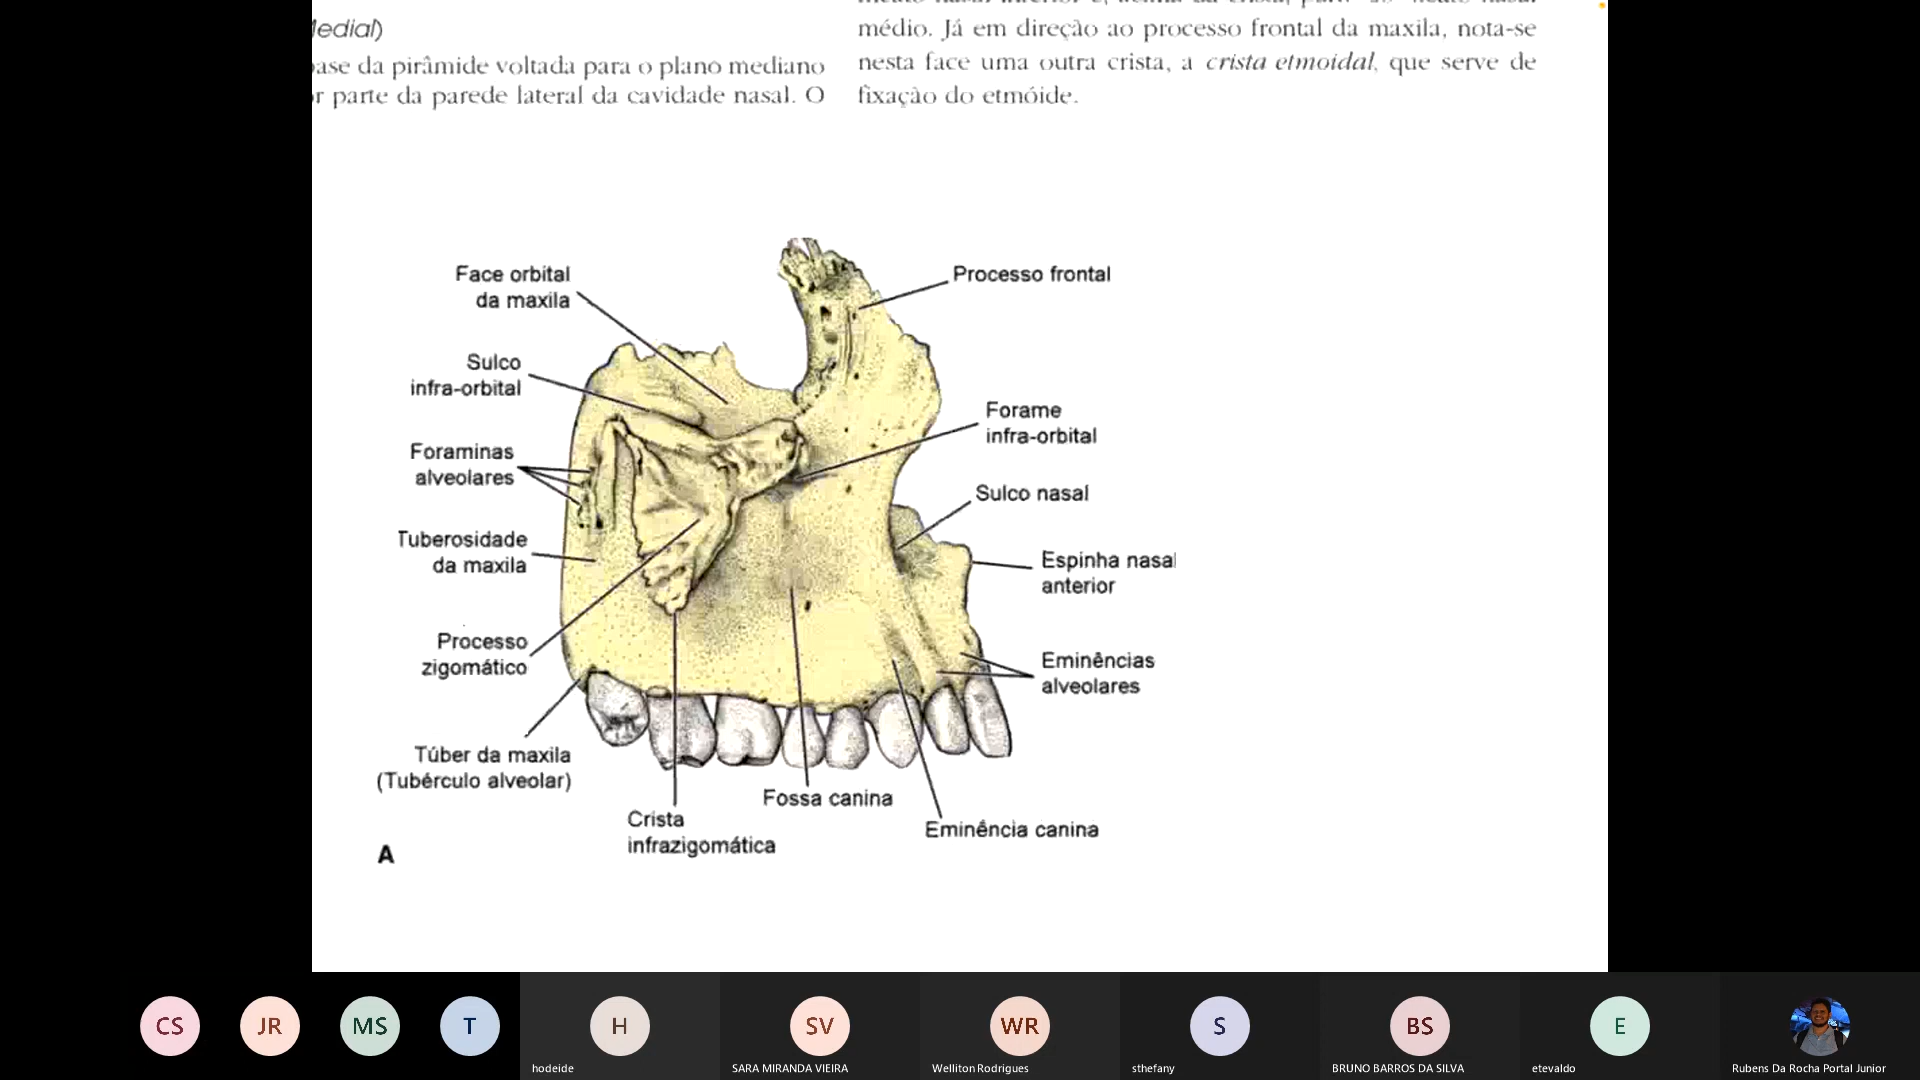 Medial)
base da pirâmide voltada para o plano mediano
r parte da parede lateral da cavidade nasal. O
médio. Já em direção ao processo frontal da maxila, nota-se
nesta face uma outra crista, a crista etmoidal, que serve de
fixação do etmóide.
Face orbital
da maxila
Sulco
infra-orbital
Foraminas
alveolares
Tuberosidade
da maxila
Processo
zigomático
Túber da maxila
(Tubérculo alveolar)
Crista
infrazigomática
Fossa canina
Eminência canina
Processo frontal
Forame
infra-orbital
Sulco nasal
Espinha nasal
anterior
Eminências
alveolares
A
CS
JR
MS
T
H
hodeide
SV
SARA MIRANDA VIEIRA
WR
Welliton Rodrigues
S
sthefany
BS
BRUNO BARROS DA SILVA
E
etevaldo
Rubens Da Rocha Portal Junior